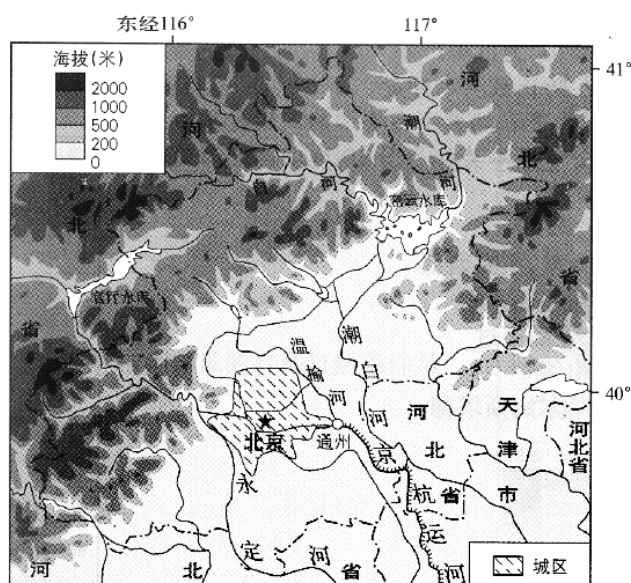 东经116° 117°
海拔(米)
2000
1000
500
200
0
41°
河
潮
河
河
北
白 河
密云水库
北
官厅水库
省
省
潮
白
河
温
榆
河
40°
北京
通州
河
北
省
天
津
市
河北省
京
杭
运
河
永
定
河
河 北 省
城区